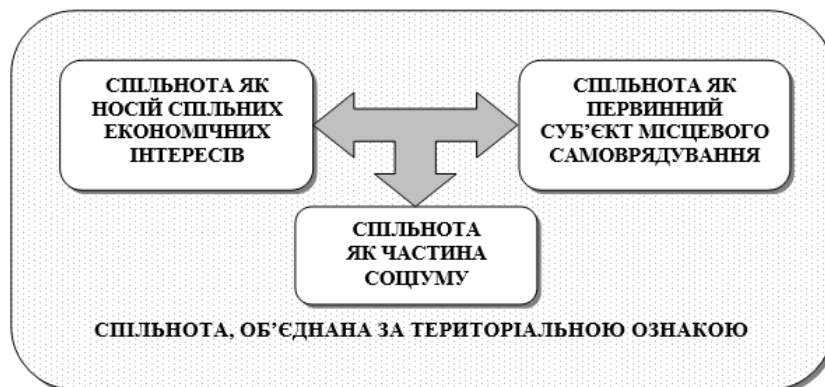 СПІЛЬНОТА ЯК
НОСІЙ СПІЛЬНИХ
ЕКОНОМІЧНИХ
ІНТЕРЕСІВ
СПІЛЬНОТА ЯК
ПЕРВИННИЙ
СУБ’ЄКТ МІСЦЕВОГО
САМОВРЯДУВАННЯ
СПІЛЬНОТА
ЯК ЧАСТИНА
СОЦІУМУ
СПІЛЬНОТА, ОБ’ЄДНАНА ЗА ТЕРИТОРІАЛЬНОЮ ОЗНАКОЮ